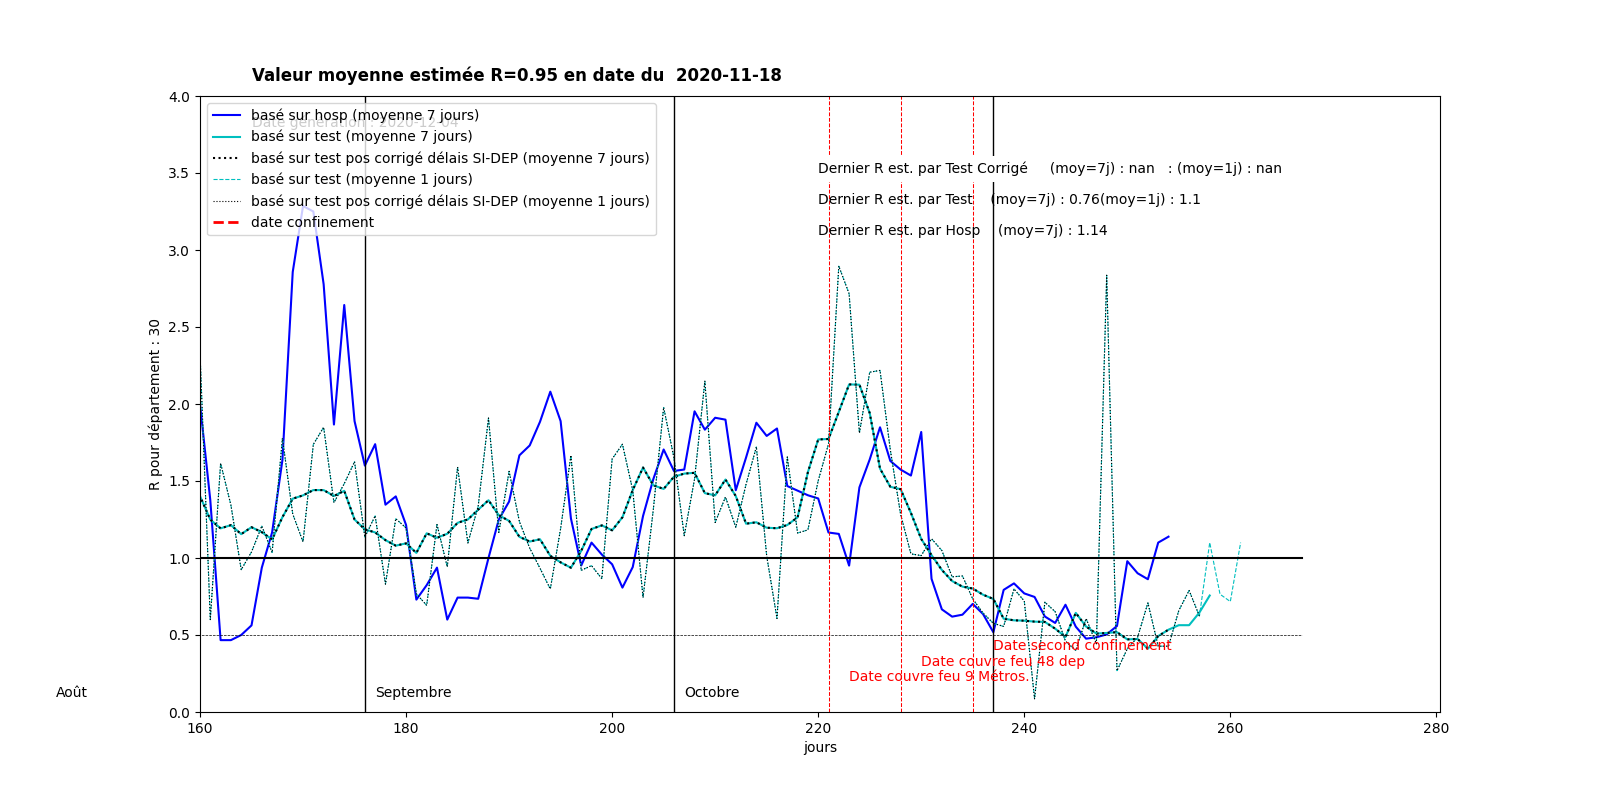 Valeur moyenne estimée R=0.95 en date du  2020-11-18
Date génération : 2020-12-04
basé sur hosp (moyenne 7 jours)
basé sur test (moyenne 7 jours)
basé sur test pos corrigé délais SI-DEP (moyenne 7 jours)
basé sur test (moyenne 1 jours)
basé sur test pos corrigé délais SI-DEP (moyenne 1 jours)
date confinement
Dernier R est. par Test Corrigé     (moy=7j) : nan   : (moy=1j) : nan
Dernier R est. par Test    (moy=7j) : 0.76(moy=1j) : 1.1
Dernier R est. par Hosp    (moy=7j) : 1.14
4.0
3.5
3.0
2.5
2.0
1.5
1.0
0.5
0.0
R pour département : 30
Date second confinement
Date couvre feu 48 dep
Date couvre feu 9 Métros.
Août
Septembre
Octobre
160
180
200
220
240
260
280
jours